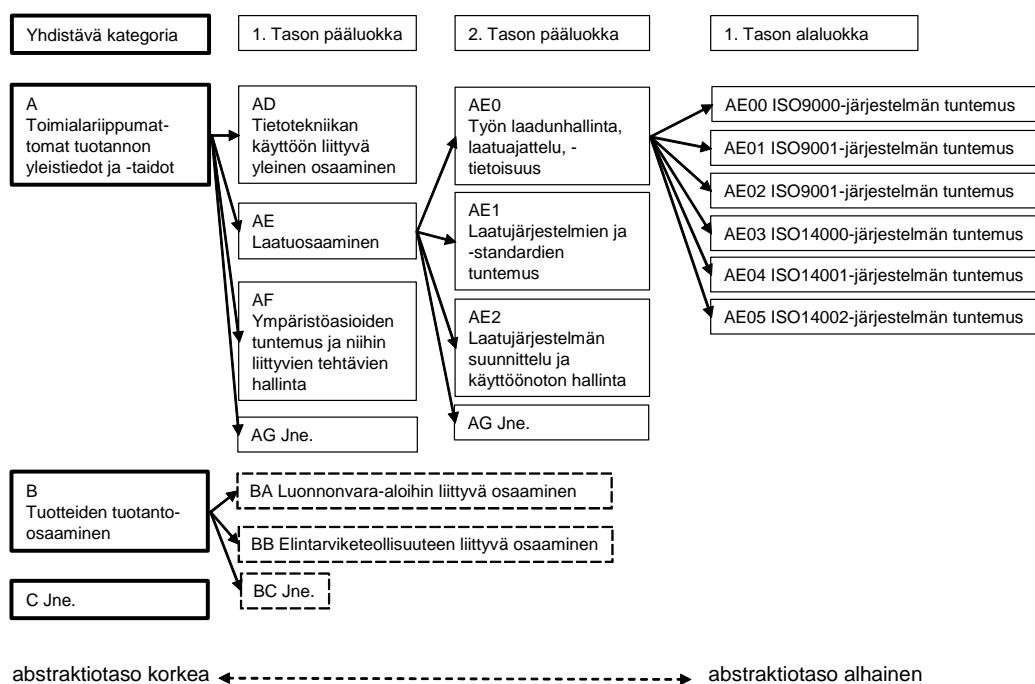 Yhdistävä kategoria
1. Tason pääluokka
2. Tason pääluokka
1. Tason alaluokka
A
Toimialariippumat-
tomat tuotannon
yleistiedot ja -taidot
AD
Tietotekniikan
käyttöön liittyvä
yleinen osaaminen
AE
Laatuosaaminen
AF
Ympäristöasioiden
tuntemus ja niihin
liittyvien tehtävien
hallinta
AG Jne.
AE0
Työn laadunhallinta,
laatuajattelu, -
tietoisuus
AE1
Laatujärjestelmien ja
-standardien
tuntemus
AE2
Laatujärjestelmän
suunnittelu ja
käyttöönoton hallinta
AG Jne.
AE00 ISO9000-järjestelmän tuntemus
AE01 ISO9001-järjestelmän tuntemus
AE02 ISO9001-järjestelmän tuntemus
AE03 ISO14000-järjestelmän tuntemus
AE04 ISO14001-järjestelmän tuntemus
AE05 ISO14002-järjestelmän tuntemus
B
Tuotteiden tuotanto-
osaaminen
BA Luonnonvara-aloihin liittyvä osaaminen
BB Elintarviketeollisuuteen liittyvä osaaminen
BC Jne.
C Jne.
abstraktiotaso korkea
abstraktiotaso alhainen